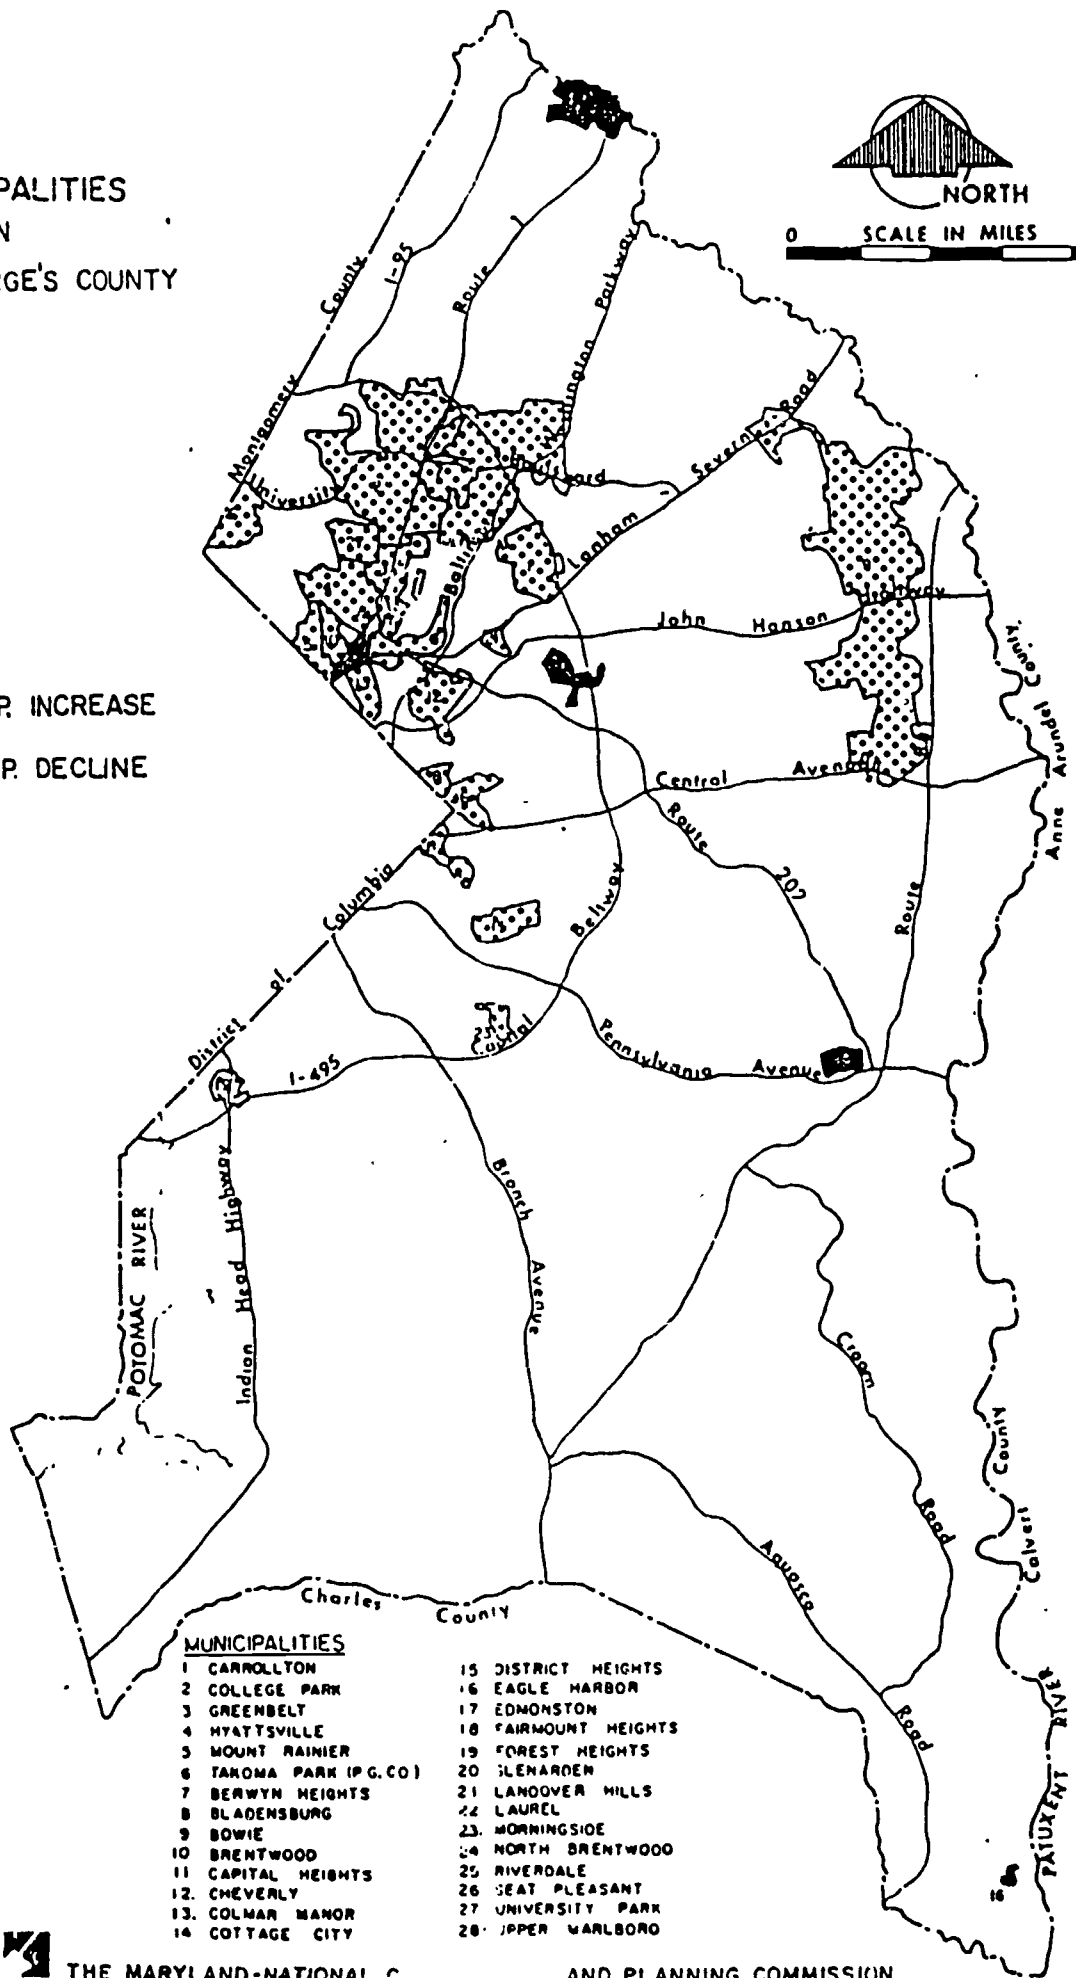 PALITIES
N
RGE'S COUNTY
NORTH
0 SCALE IN MILES
P. INCREASE
P. DECLINE
Montgomery County
I-95
Route 1
Parkway
University
Boulevard
Lanham Severn Road
John Hanson Highway
Central Avenue
Route 202
Route
Anne Arundel County
District of Columbia
Capital Beltway
I-495
Pennsylvania Avenue
Indian Head Highway
Branch Avenue
POTOMAC RIVER
Croom Road
Calvert County
Aquasco Road
Charles County
PATUXENT RIVER
16
MUNICIPALITIES
1 CARROLLTON
2 COLLEGE PARK
3 GREENBELT
4 HYATTSVILLE
5 MOUNT RAINIER
6 TAKOMA PARK (P.G.CO)
7 BERWYN HEIGHTS
8 BLADENSBURG
9 BOWIE
10 BRENTWOOD
11 CAPITAL HEIGHTS
12. CHEVERLY
13. COLMAR MANOR
14 COTTAGE CITY
15 DISTRICT HEIGHTS
16 EAGLE HARBOR
17 EDMONSTON
18 FAIRMOUNT HEIGHTS
19 FOREST HEIGHTS
20 GLENARDEN
21 LANDOVER HILLS
22 LAUREL
23. MORNINGSIDE
24 NORTH BRENTWOOD
25 RIVERDALE
26 SEAT PLEASANT
27 UNIVERSITY PARK
28. UPPER MARLBORO
THE MARYLAND-NATIONAL C
AND PLANNING COMMISSION